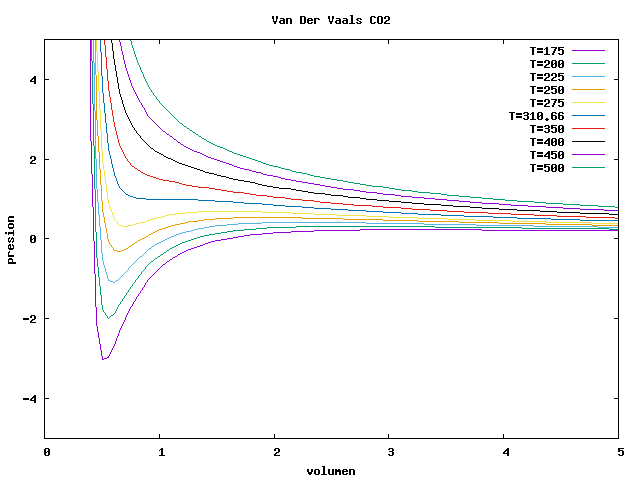 Van Der Vaals CO2
T=175
T=200
T=225
T=250
T=275
T=310.66
T=350
T=400
T=450
T=500
4
2
0
-2
-4
presion
0 1 2 3 4 5
volumen